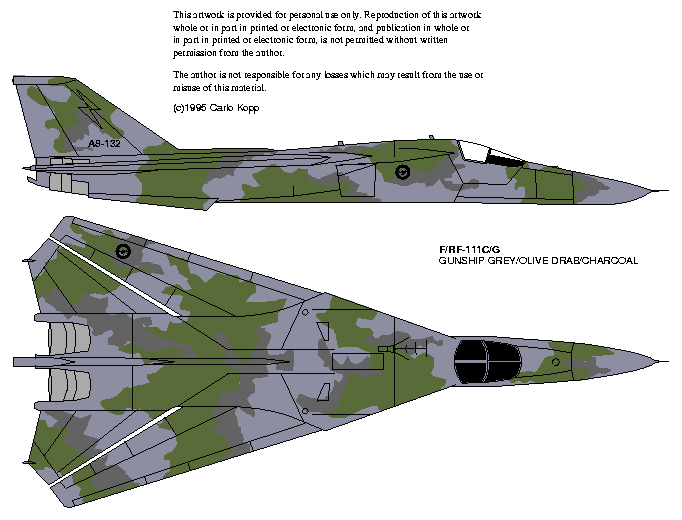 This artwork is provided for personal use only. Reproduction of this artwork
whole or in part in printed or electronic form, and publication in whole or
in part in printed or electronic form, is not permitted without written
permission from the author.
The author is not responsible for any losses which may result from the use or
misuse of this material.
(c)1995 Carlo Kopp
A8-132
F/RF-111C/G
GUNSHIP GREY/OLIVE DRAB/CHARCOAL